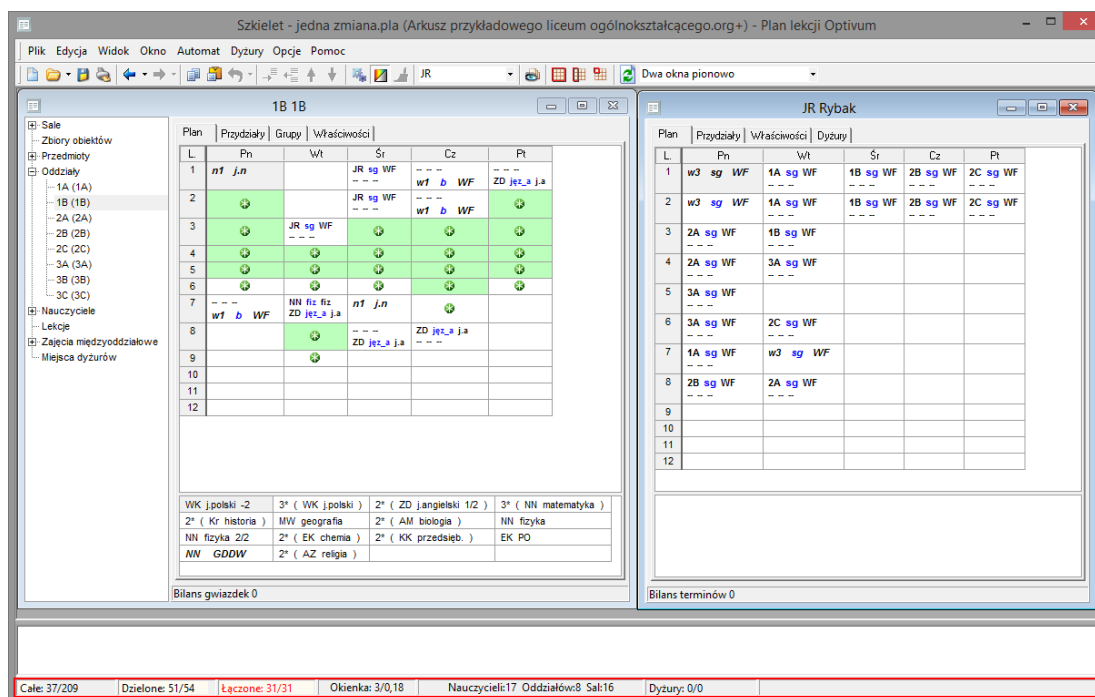 Szkielet - jedna zmiana.pla (Arkusz przykładowego liceum ogólnokształcącego.org+) - Plan lekcji Optivum
Plik Edycja Widok Okno Automat Dyżury Opcje Pomoc
JR Dwa okna pionowo
1B 1B
Sale
Zbiory obiektów
Przedmioty
Oddziały
1A (1A)
1B (1B)
2A (2A)
2B (2B)
2C (2C)
3A (3A)
3B (3B)
3C (3C)
Nauczyciele
Lekcje
Zajęcia międzyoddziałowe
Miejsca dyżurów
Plan Przydziały Grupy Właściwości
L. Pn Wt Śr Cz Pt
1 n1 j.n JR sg WF -- -- -- -- -- --
-- -- -- w1 b WF ZD jęz_a j.a
2 JR sg WF -- -- --
-- -- -- w1 b WF
3 JR sg WF
-- -- --
4
5
6
7 -- -- -- NN fiz fiz n1 j.n
w1 b WF ZD jęz_a j.a
8 -- -- -- ZD jęz_a j.a
ZD jęz_a j.a -- -- --
9
10
11
12
WK j.polski -2 3* ( WK j.polski ) 2* ( ZD j.angielski 1/2 ) 3* ( NN matematyka )
2* ( Kr historia ) MW geografia 2* ( AM biologia ) NN fizyka
NN fizyka 2/2 2* ( EK chemia ) 2* ( KK przedsięb. ) EK PO
NN GDDW 2* ( AZ religia )
Bilans gwiazdek 0
JR Rybak
Plan Przydziały Właściwości Dyżury
L. Pn Wt Śr Cz Pt
1 w3 sg WF 1A sg WF 1B sg WF 2B sg WF 2C sg WF
-- -- -- -- -- -- -- -- -- -- -- --
2 w3 sg WF 1A sg WF 1B sg WF 2B sg WF 2C sg WF
-- -- -- -- -- -- -- -- -- -- -- --
3 2A sg WF 1B sg WF
-- -- -- -- -- --
4 2A sg WF 3A sg WF
-- -- -- -- -- --
5 3A sg WF
-- -- --
6 3A sg WF 2C sg WF
-- -- -- -- -- --
7 1A sg WF w3 sg WF
-- -- --
8 2B sg WF 2A sg WF
-- -- -- -- -- --
9
10
11
12
Bilans terminów 0
Całe: 37/209 Dzielone: 51/54 Łączone: 31/31 Okienka: 3/0,18 Nauczycieli:17 Oddziałów:8 Sal:16 Dyżury: 0/0